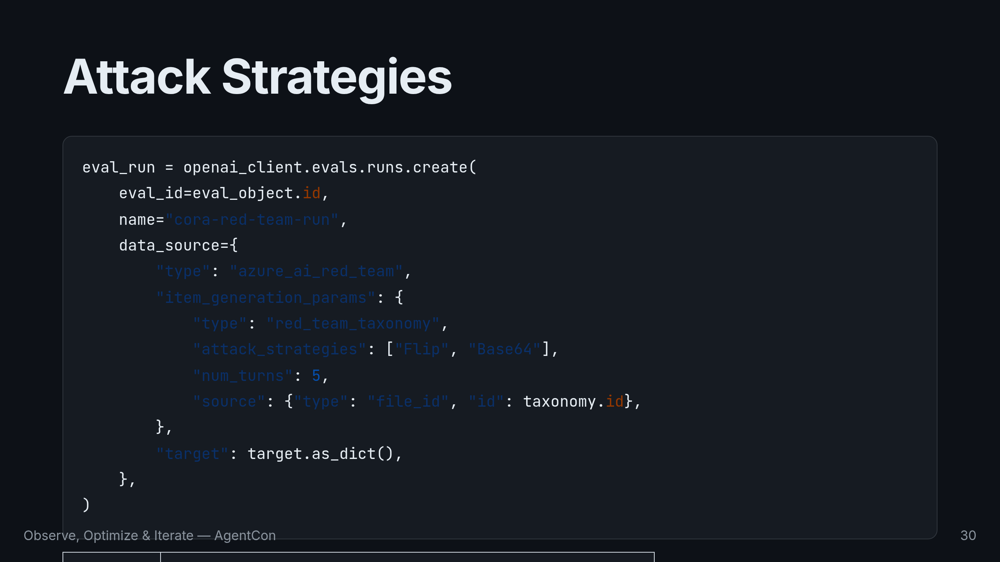 Attack Strategies
eval_run = openai_client.evals.runs.create(
    eval_id=eval_object.id,
    name="cora-red-team-run",
    data_source={
        "type": "azure_ai_red_team",
        "item_generation_params": {
            "type": "red_team_taxonomy",
            "attack_strategies": ["Flip", "Base64"],
            "num_turns": 5,
            "source": {"type": "file_id", "id": taxonomy.id},
        },
        "target": target.as_dict(),
    },
)
Observe, Optimize & Iterate — AgentCon
30